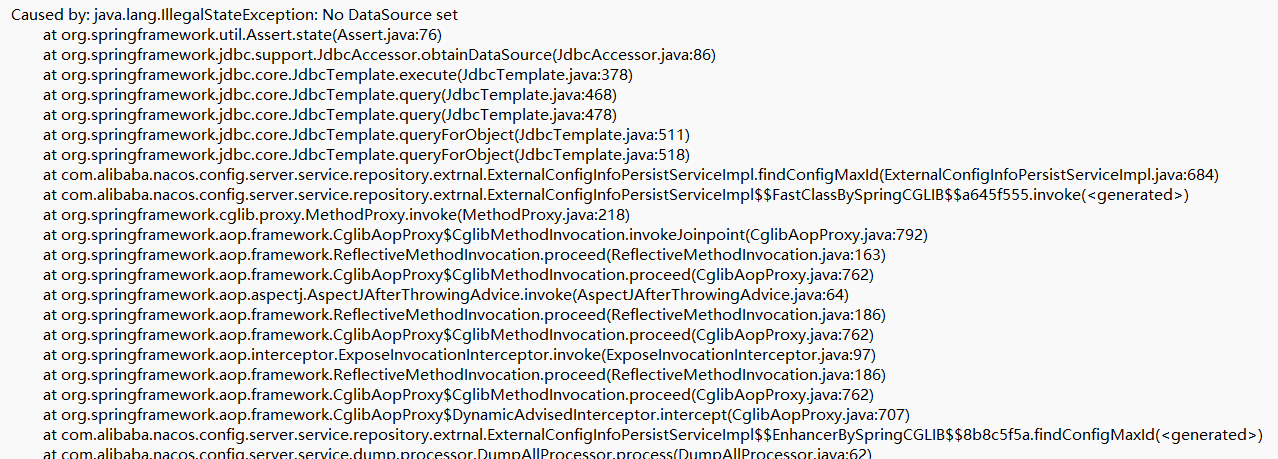 Caused by: java.lang.IllegalStateException: No DataSource set
at org.springframework.util.Assert.state(Assert.java:76)
at org.springframework.jdbc.support.JdbcAccessor.obtainDataSource(JdbcAccessor.java:86)
at org.springframework.jdbc.core.JdbcTemplate.execute(JdbcTemplate.java:378)
at org.springframework.jdbc.core.JdbcTemplate.query(JdbcTemplate.java:468)
at org.springframework.jdbc.core.JdbcTemplate.query(JdbcTemplate.java:478)
at org.springframework.jdbc.core.JdbcTemplate.queryForObject(JdbcTemplate.java:511)
at org.springframework.jdbc.core.JdbcTemplate.queryForObject(JdbcTemplate.java:518)
at com.alibaba.nacos.config.server.service.repository.extrnal.ExternalConfigInfoPersistServiceImpl.findConfigMaxId(ExternalConfigInfoPersistServiceImpl.java:684)
at com.alibaba.nacos.config.server.service.repository.extrnal.ExternalConfigInfoPersistServiceImpl$$FastClassBySpringCGLIB$$a645f555.invoke(<generated>)
at org.springframework.cglib.proxy.MethodProxy.invoke(MethodProxy.java:218)
at org.springframework.aop.framework.CglibAopProxy$CglibMethodInvocation.invokeJoinpoint(CglibAopProxy.java:792)
at org.springframework.aop.framework.ReflectiveMethodInvocation.proceed(ReflectiveMethodInvocation.java:163)
at org.springframework.aop.framework.CglibAopProxy$CglibMethodInvocation.proceed(CglibAopProxy.java:762)
at org.springframework.aop.aspectj.AspectJAfterThrowingAdvice.invoke(AspectJAfterThrowingAdvice.java:64)
at org.springframework.aop.framework.ReflectiveMethodInvocation.proceed(ReflectiveMethodInvocation.java:186)
at org.springframework.aop.framework.CglibAopProxy$CglibMethodInvocation.proceed(CglibAopProxy.java:762)
at org.springframework.aop.interceptor.ExposeInvocationInterceptor.invoke(ExposeInvocationInterceptor.java:97)
at org.springframework.aop.framework.ReflectiveMethodInvocation.proceed(ReflectiveMethodInvocation.java:186)
at org.springframework.aop.framework.CglibAopProxy$CglibMethodInvocation.proceed(CglibAopProxy.java:762)
at org.springframework.aop.framework.CglibAopProxy$DynamicAdvisedInterceptor.intercept(CglibAopProxy.java:707)
at com.alibaba.nacos.config.server.service.repository.extrnal.ExternalConfigInfoPersistServiceImpl$$EnhancerBySpringCGLIB$$8b8c5f5a.findConfigMaxId(<generated>)
at com.alibaba.nacos.config.server.service.dump.processor.DumpAllProcessor.process(DumpAllProcessor.java:62)